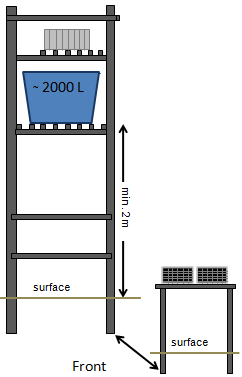 ~ 2000 L
min. 2m
surface
surface
Front